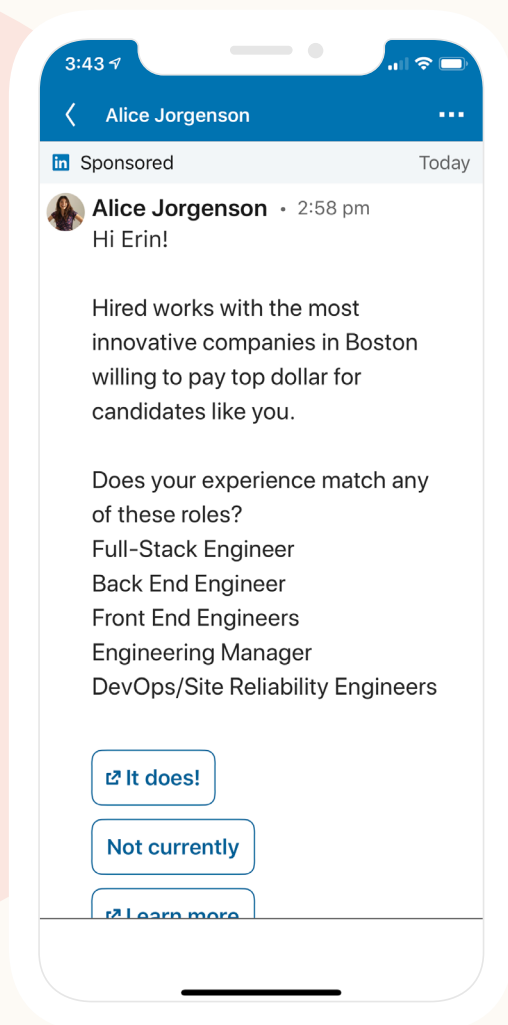 3:43
Alice Jorgenson
in Sponsored Today
Alice Jorgenson • 2:58 pm
Hi Erin!
Hired works with the most
innovative companies in Boston
willing to pay top dollar for
candidates like you.
Does your experience match any
of these roles?
Full-Stack Engineer
Back End Engineer
Front End Engineers
Engineering Manager
DevOps/Site Reliability Engineers
It does!
Not currently
Learn more